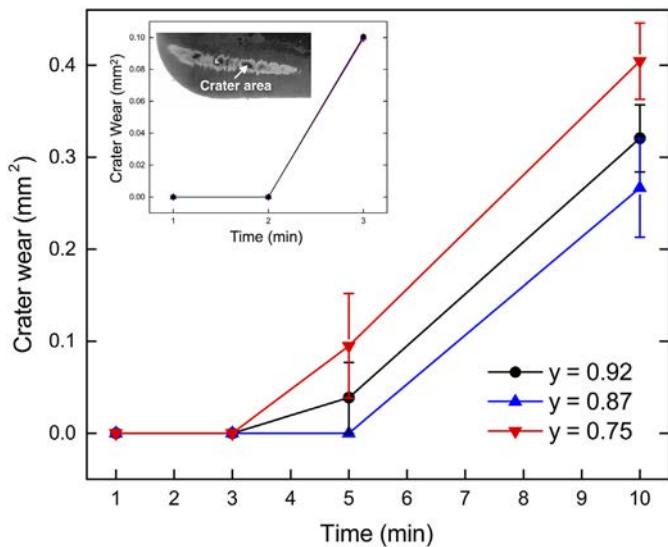 0.4
0.3
0.2
0.1
0.0
Crater wear (mm²)
1 2 3 4 5 6 7 8 9 10
Time (min)
y = 0.92
y = 0.87
y = 0.75
0.10
0.08
0.06
0.04
0.02
0.00
Crater Wear (mm²)
1 2 3
Time (min)
Crater area